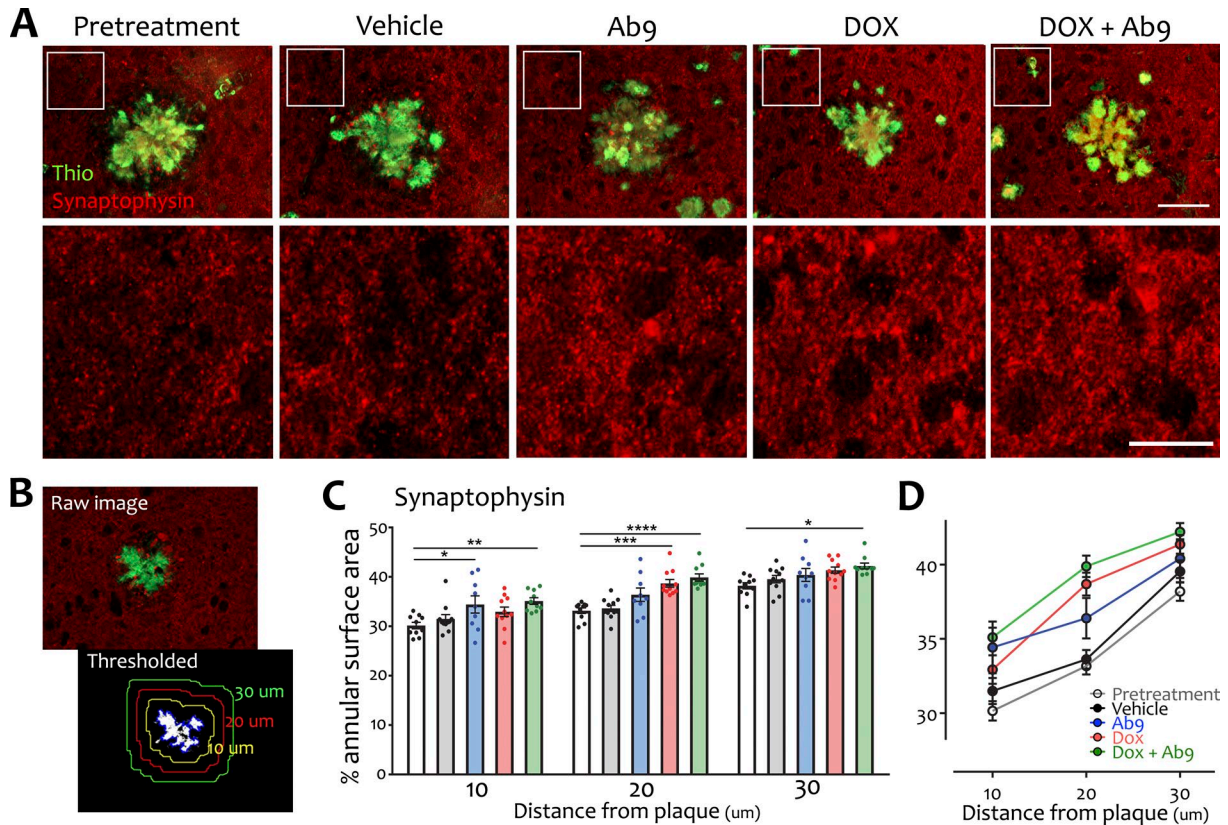 A
Pretreatment
Vehicle
Ab9
DOX
DOX + Ab9
Thio
Synaptophysin
B
Raw image
Thresholded
30 um
20 um
10 um
C
Synaptophysin
% annular surface area
50
40
30
20
10
0
*
**
***
****
*
10
20
30
Distance from plaque (um)
D
40
35
30
Pretreatment
Vehicle
Ab9
Dox
Dox + Ab9
10
20
30
Distance from plaque (um)